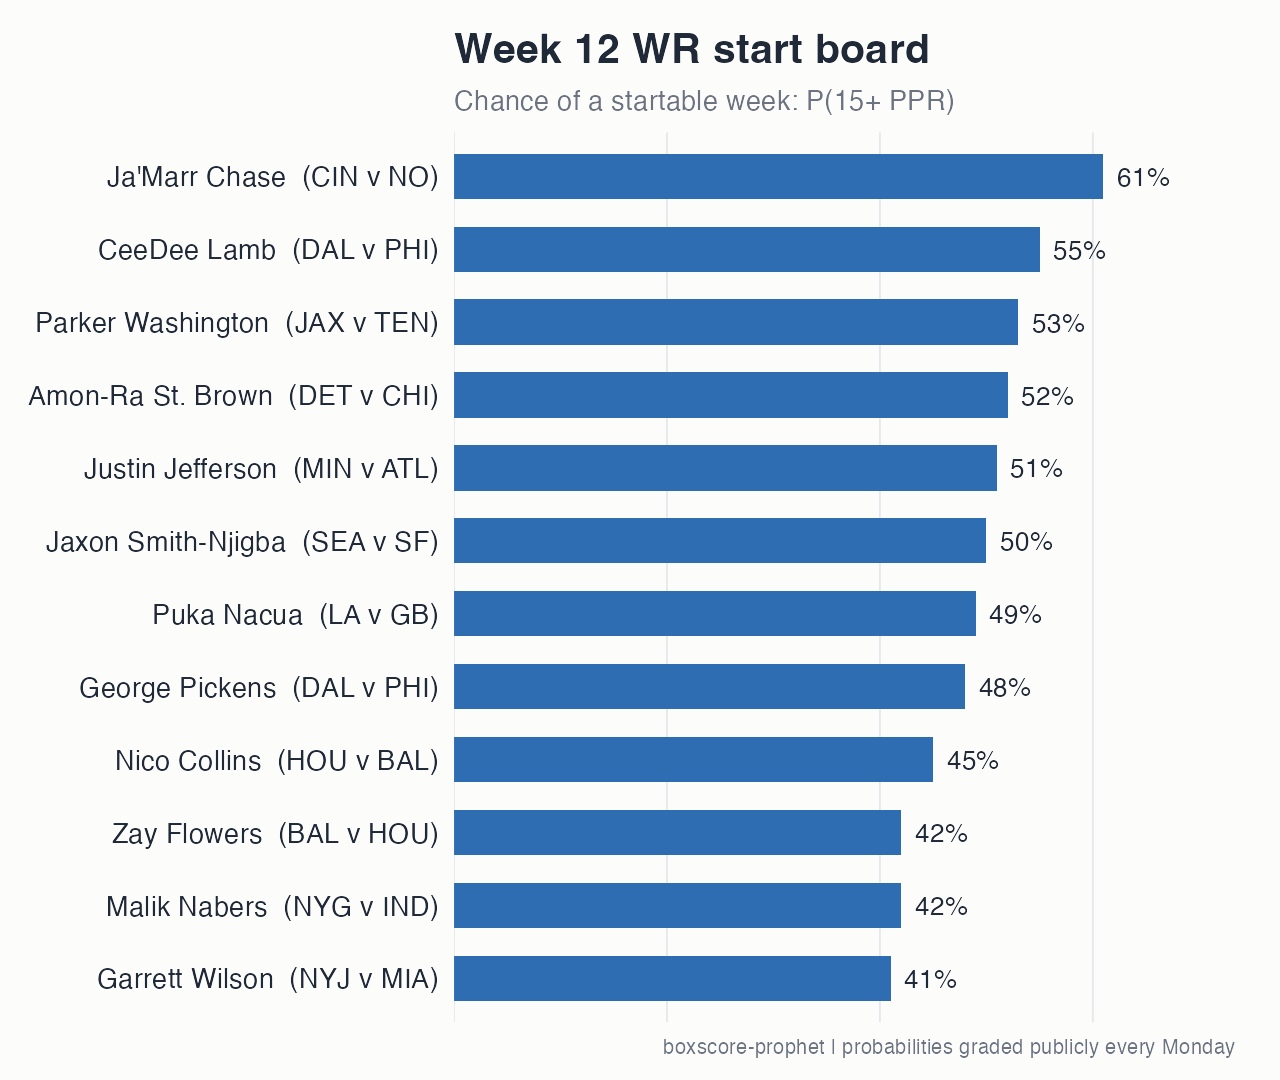 Week 12 WR start board
Chance of a startable week: P(15+ PPR)
Ja'Marr Chase (CIN v NO) 61%
CeeDee Lamb (DAL v PHI) 55%
Parker Washington (JAX v TEN) 53%
Amon-Ra St. Brown (DET v CHI) 52%
Justin Jefferson (MIN v ATL) 51%
Jaxon Smith-Njigba (SEA v SF) 50%
Puka Nacua (LA v GB) 49%
George Pickens (DAL v PHI) 48%
Nico Collins (HOU v BAL) 45%
Zay Flowers (BAL v HOU) 42%
Malik Nabers (NYG v IND) 42%
Garrett Wilson (NYJ v MIA) 41%
boxscore-prophet | probabilities graded publicly every Monday